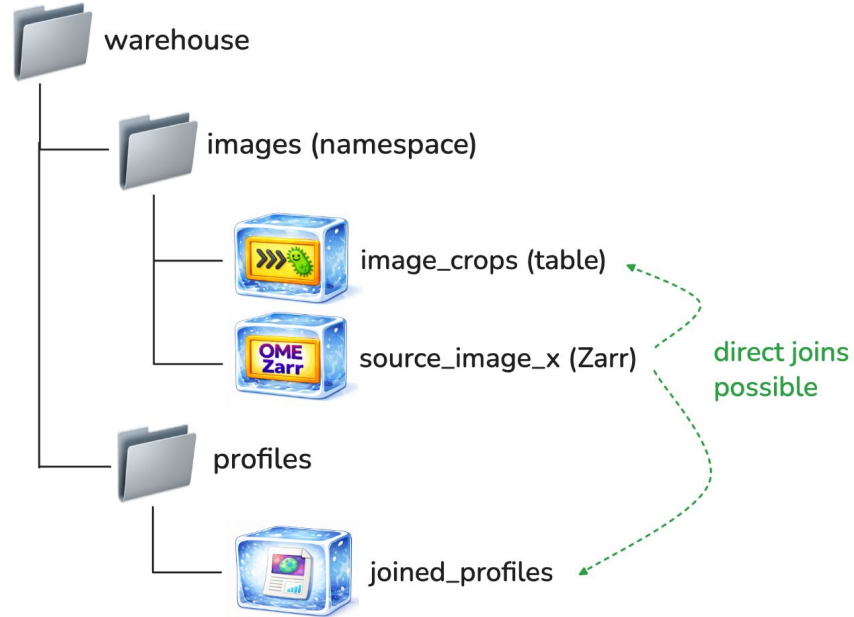 warehouse
images (namespace)
image_crops (table)
OME
Zarr
source_image_x (Zarr)
direct joins
possible
profiles
joined_profiles